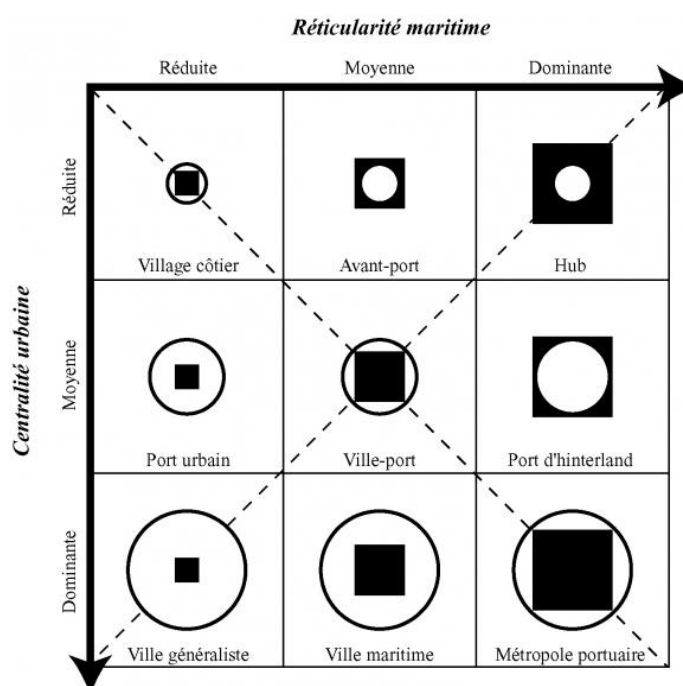 Réticularité maritime
Réduite
Moyenne
Dominante
Centralité urbaine
Réduite
Village côtier
Avant-port
Hub
Moyenne
Port urbain
Ville-port
Port d'hinterland
Dominante
Ville généraliste
Ville maritime
Métropole portuaire